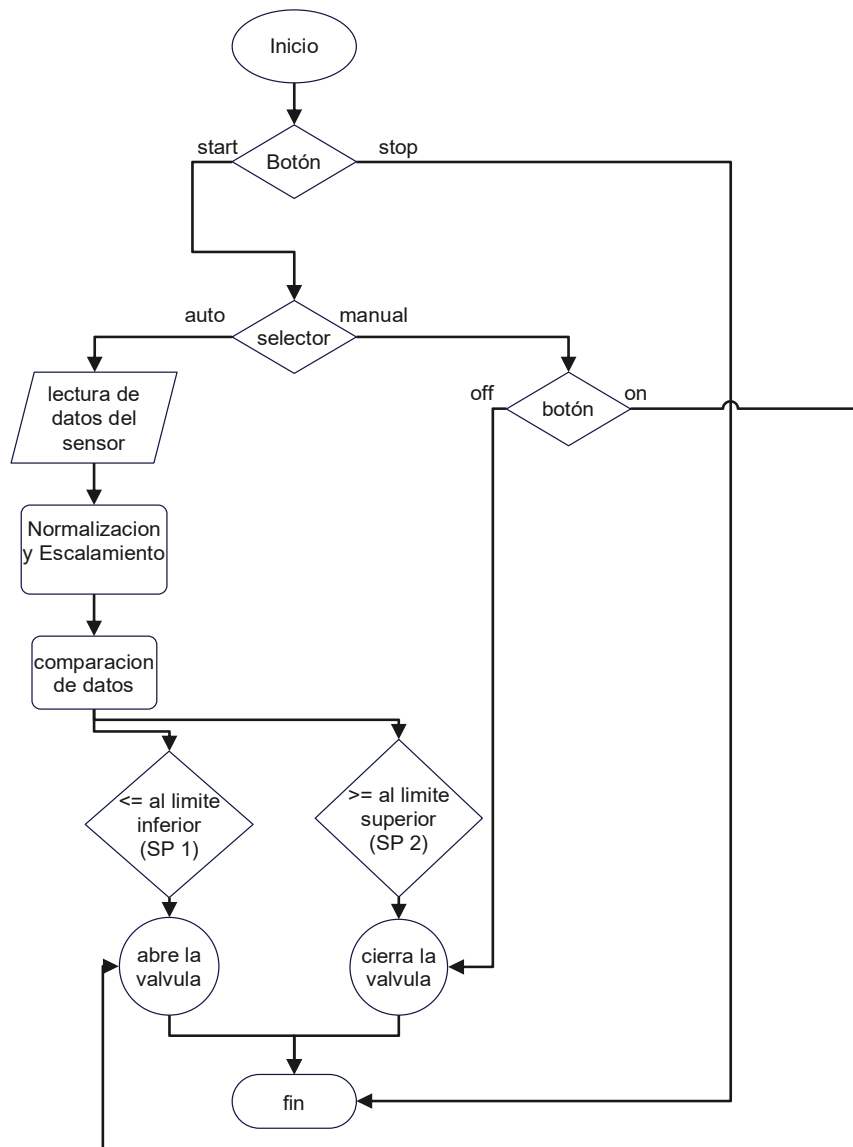 Inicio
start
stop
Botón
auto
manual
selector
lectura de
datos del
sensor
off
on
botón
Normalizacion
y Escalamiento
comparacion
de datos
<= al limite
inferior
(SP 1)
>= al limite
superior
(SP 2)
abre la
valvula
cierra la
valvula
fin